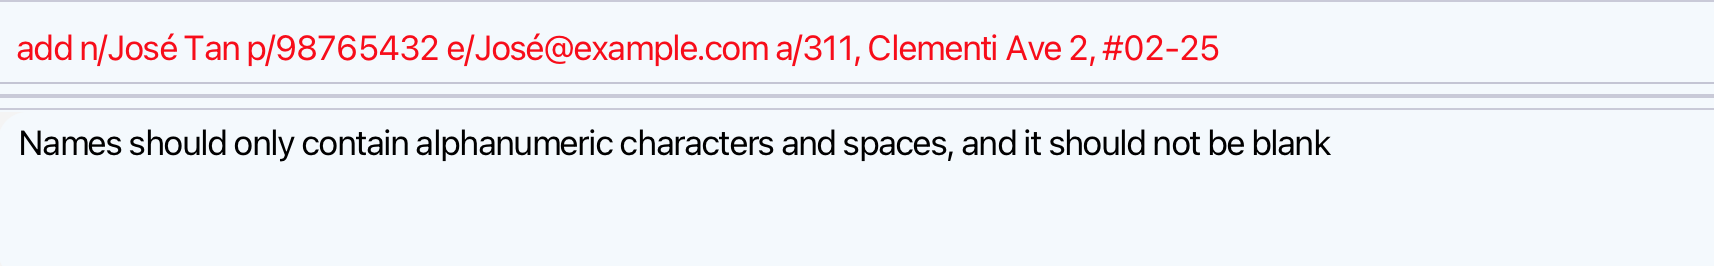 add n/José Tan p/98765432 e/José@example.com a/311, Clementi Ave 2, #02-25
Names should only contain alphanumeric characters and spaces, and it should not be blank